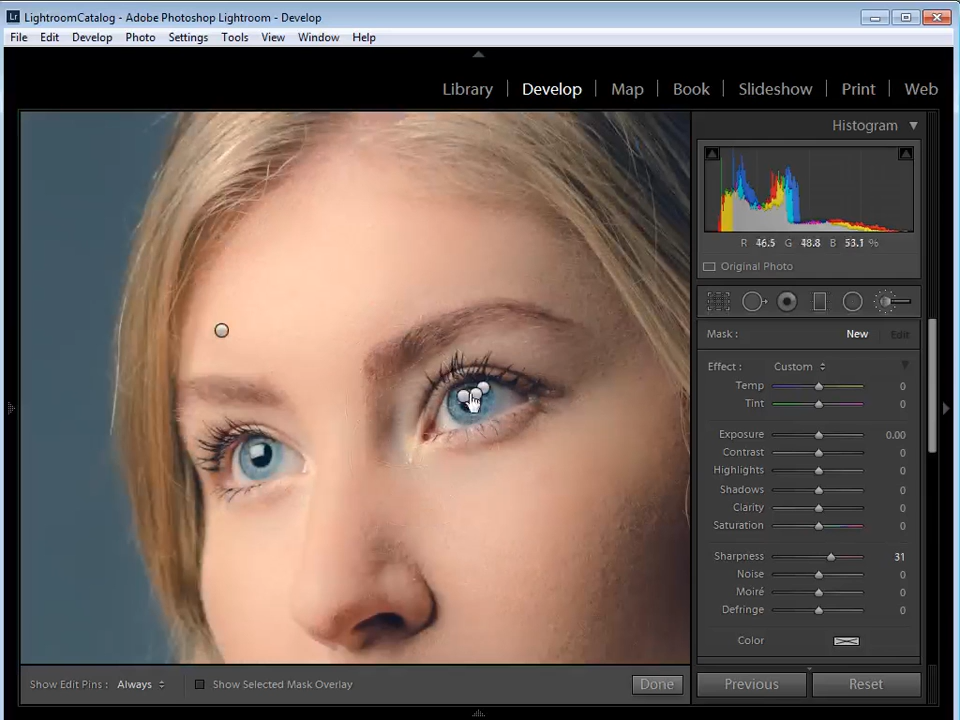 LightroomCatalog - Adobe Photoshop Lightroom - Develop
File Edit Develop Photo Settings Tools View Window Help
Library Develop Map Book Slideshow Print Web
Histogram
R 46.5 G 48.8 B 53.1 %
Original Photo
Mask : New Edit
Effect : Custom
Temp 0
Tint 0
Exposure 0.00
Contrast 0
Highlights 0
Shadows 0
Clarity 0
Saturation 0
Sharpness 31
Noise 0
Moiré 0
Defringe 0
Color
Show Edit Pins : Always Show Selected Mask Overlay Done Previous Reset